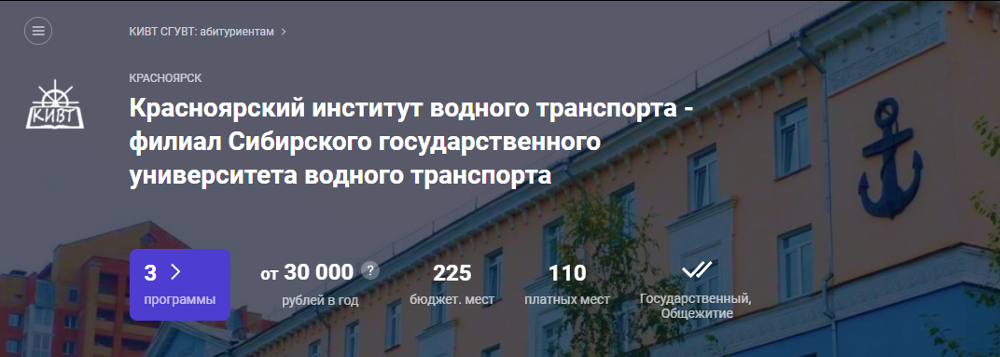 КИВТ СГУВТ: абитуриентам
КРАСНОЯРСК
КИВТ
Красноярский институт водного транспорта -
филиал Сибирского государственного
университета водного транспорта
3
программы
от 30 000 ?
рублей в год
225
бюджет. мест
110
платных мест
Государственный,
Общежитие